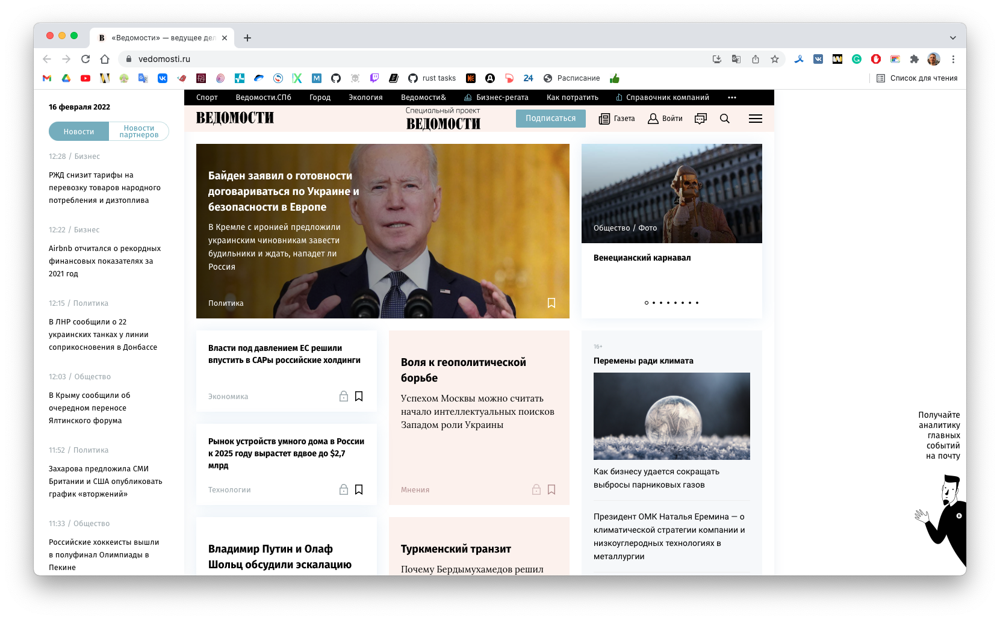 «Ведомости» — ведущее дел
vedomosti.ru
rust tasks
24
Расписание
Список для чтения
16 февраля 2022
Новости
Новости
партнеров
12:28 / Бизнес
РЖД снизит тарифы на
перевозку товаров народного
потребления и дизтоплива
12:22 / Бизнес
Airbnb отчитался о рекордных
финансовых показателях за
2021 год
12:15 / Политика
В ЛНР сообщили о 22
украинских танках у линии
соприкосновения в Донбассе
12:03 / Общество
В Крыму сообщили об
очередном переносе
Ялтинского форума
11:52 / Политика
Захарова предложила СМИ
Британии и США опубликовать
график «вторжений»
11:33 / Общество
Российские хоккеисты вышли
в полуфинал Олимпиады в
Пекине
Спорт
Ведомости.СПб
Город
Экология
Ведомости&
Бизнес-регата
Как потратить
Справочник компаний
ВЕДОМОСТИ
Специальный проект
ВЕДОМОСТИ
Подписаться
Газета
Войти
Байден заявил о готовности
договариваться по Украине и
безопасности в Европе
В Кремле с иронией предложили
украинским чиновникам завести
будильники и ждать, нападет ли
Россия
Политика
Общество / Фото
Венецианский карнавал
Власти под давлением ЕС решили
впустить в САРы российские холдинги
Экономика
Рынок устройств умного дома в России
к 2025 году вырастет вдвое до $2,7
млрд
Технологии
Владимир Путин и Олаф
Шольц обсудили эскалацию
Воля к геополитической
борьбе
Успехом Москвы можно считать
начало интеллектуальных поисков
Западом роли Украины
Мнения
Туркменский транзит
Почему Бердымухамедов решил
16+
Перемены ради климата
Как бизнесу удается сокращать
выбросы парниковых газов
Президент ОМК Наталья Еремина — о
климатической стратегии компании и
низкоуглеродных технологиях в
металлургии
Получайте
аналитику
главных
событий
на почту